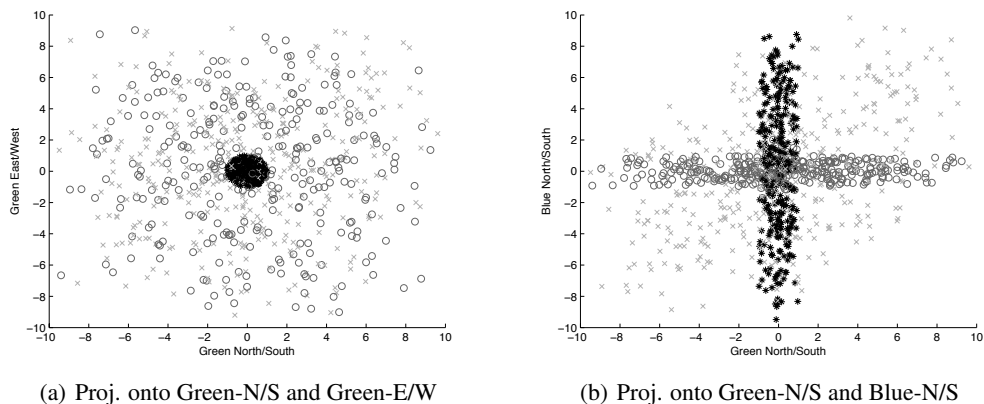 10
8
6
4
2
0
−2
−4
−6
−8
−10
Green East/West
−10 −8 −6 −4 −2 0 2 4 6 8 10
Green North/South
(a) Proj. onto Green-N/S and Green-E/W
10
8
6
4
2
0
−2
−4
−6
−8
−10
Blue North/South
−10 −8 −6 −4 −2 0 2 4 6 8 10
Green North/South
(b) Proj. onto Green-N/S and Blue-N/S